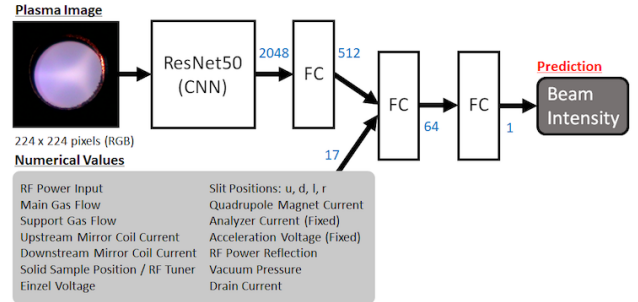 Plasma Image
ResNet50
(CNN)
2048
FC
512
FC
64
FC
1
Prediction
Beam
Intensity
224 x 224 pixels (RGB)
17
Numerical Values
RF Power Input
Main Gas Flow
Support Gas Flow
Upstream Mirror Coil Current
Downstream Mirror Coil Current
Solid Sample Position / RF Tuner
Einzel Voltage
Slit Positions: u, d, l, r
Quadrupole Magnet Current
Analyzer Current (Fixed)
Acceleration Voltage (Fixed)
RF Power Reflection
Vacuum Pressure
Drain Current